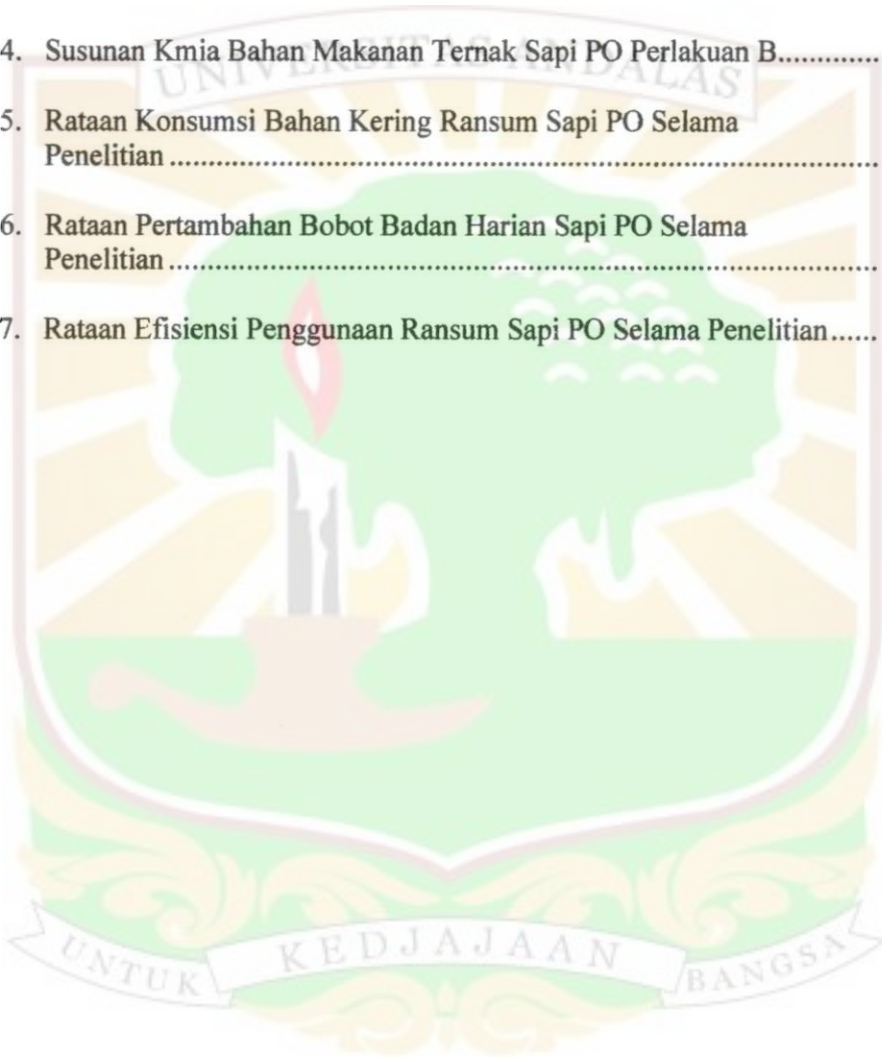 UNIVERSITAS ANDALAS
4. Susunan Kmia Bahan Makanan Ternak Sapi PO Perlakuan B.............
5. Rataan Konsumsi Bahan Kering Ransum Sapi PO Selama
Penelitian ..............................................................................
6. Rataan Pertambahan Bobot Badan Harian Sapi PO Selama
Penelitian ..............................................................................
7. Rataan Efisiensi Penggunaan Ransum Sapi PO Selama Penelitian......
UNTUK KEDJAJAAN BANGSA